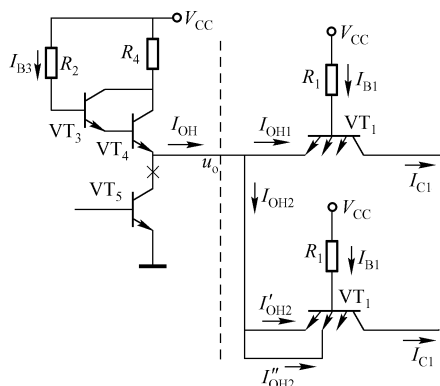 V_CC
I_B3
R_2
R_4
VT_3
VT_4
I_OH
u_o
VT_5
V_CC
R_1
I_B1
I_OH1
VT_1
I_C1
I_OH2
V_CC
R_1
I_B1
I'_OH2
VT_1
I_C1
I''_OH2